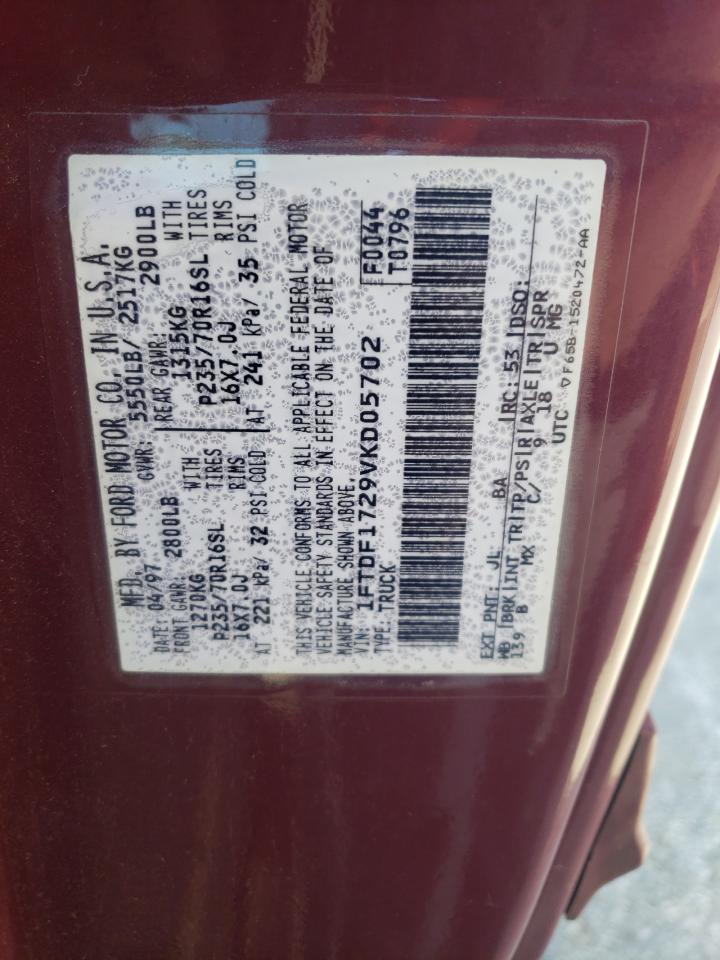 MFD. BY FORD MOTOR CO. IN U.S.A.
DATE: 04/97 GVWR: 5550LB/ 2517KG
FRONT GAWR: 2800LB REAR GAWR: 2900LB
1270KG WITH 1315KG WITH
P235/70R16SL TIRES P235/70R16SL TIRES
16X7.0J RIMS 16X7.0J RIMS
AT 221 kPa/ 32 PSI COLD AT 241 kPa/ 35 PSI COLD
THIS VEHICLE CONFORMS TO ALL APPLICABLE FEDERAL MOTOR
VEHICLE SAFETY STANDARDS IN EFFECT ON THE DATE OF
MANUFACTURE SHOWN ABOVE.
VIN: 1FTDF1729VKD05702 F0044
TYPE: TRUCK T0796
EXT PNT: JL BA RC: 53 DSO:
WB BRK INT TR TP/PS R AXLE TR SPR
139 B MX C/ 9 18 U MG
UTC ▽F65B-1520472-AA